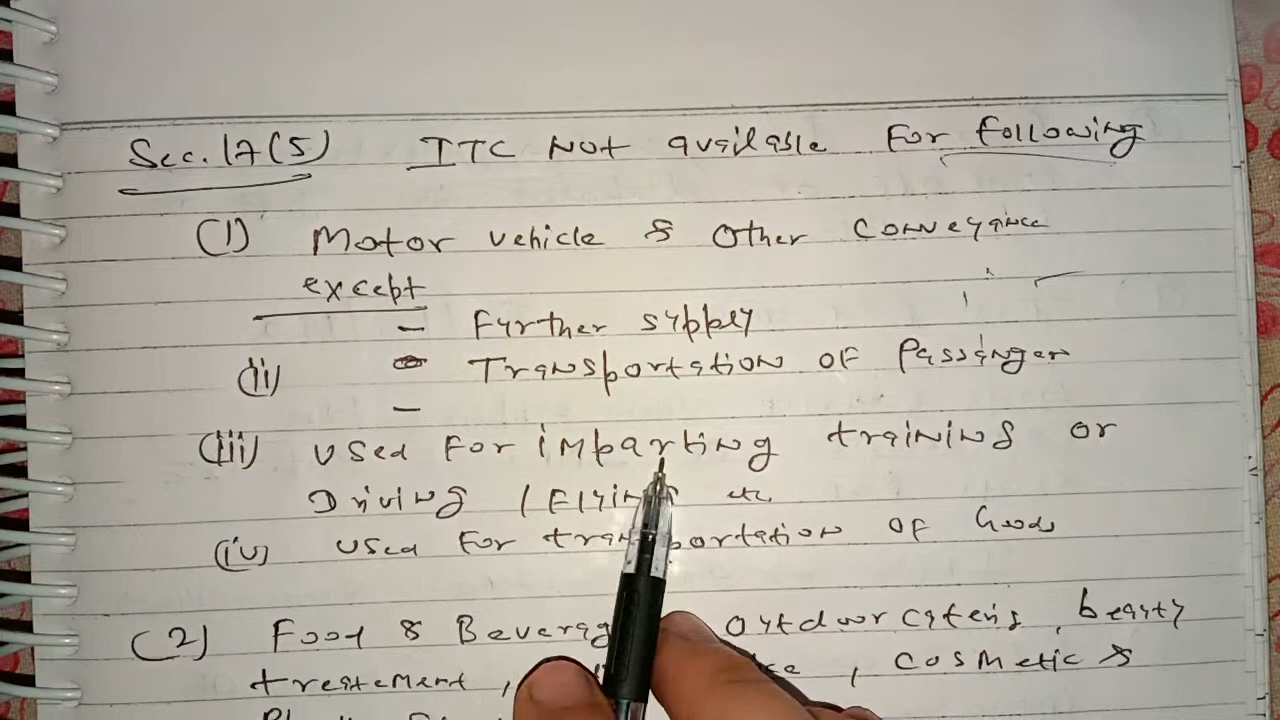 Sec. 17(5) ITC Not available For Following
(1) Motor vehicle & Other Conveyance
except
— Further supply
(ii) Transportation of Passanger
—
(iii) Used For imparting training or
Driving / Flying etc
(iv) Used For transportation of Goods
(2) Food & Beverag outdoor catering, beauty
treatement, , cosmetic &